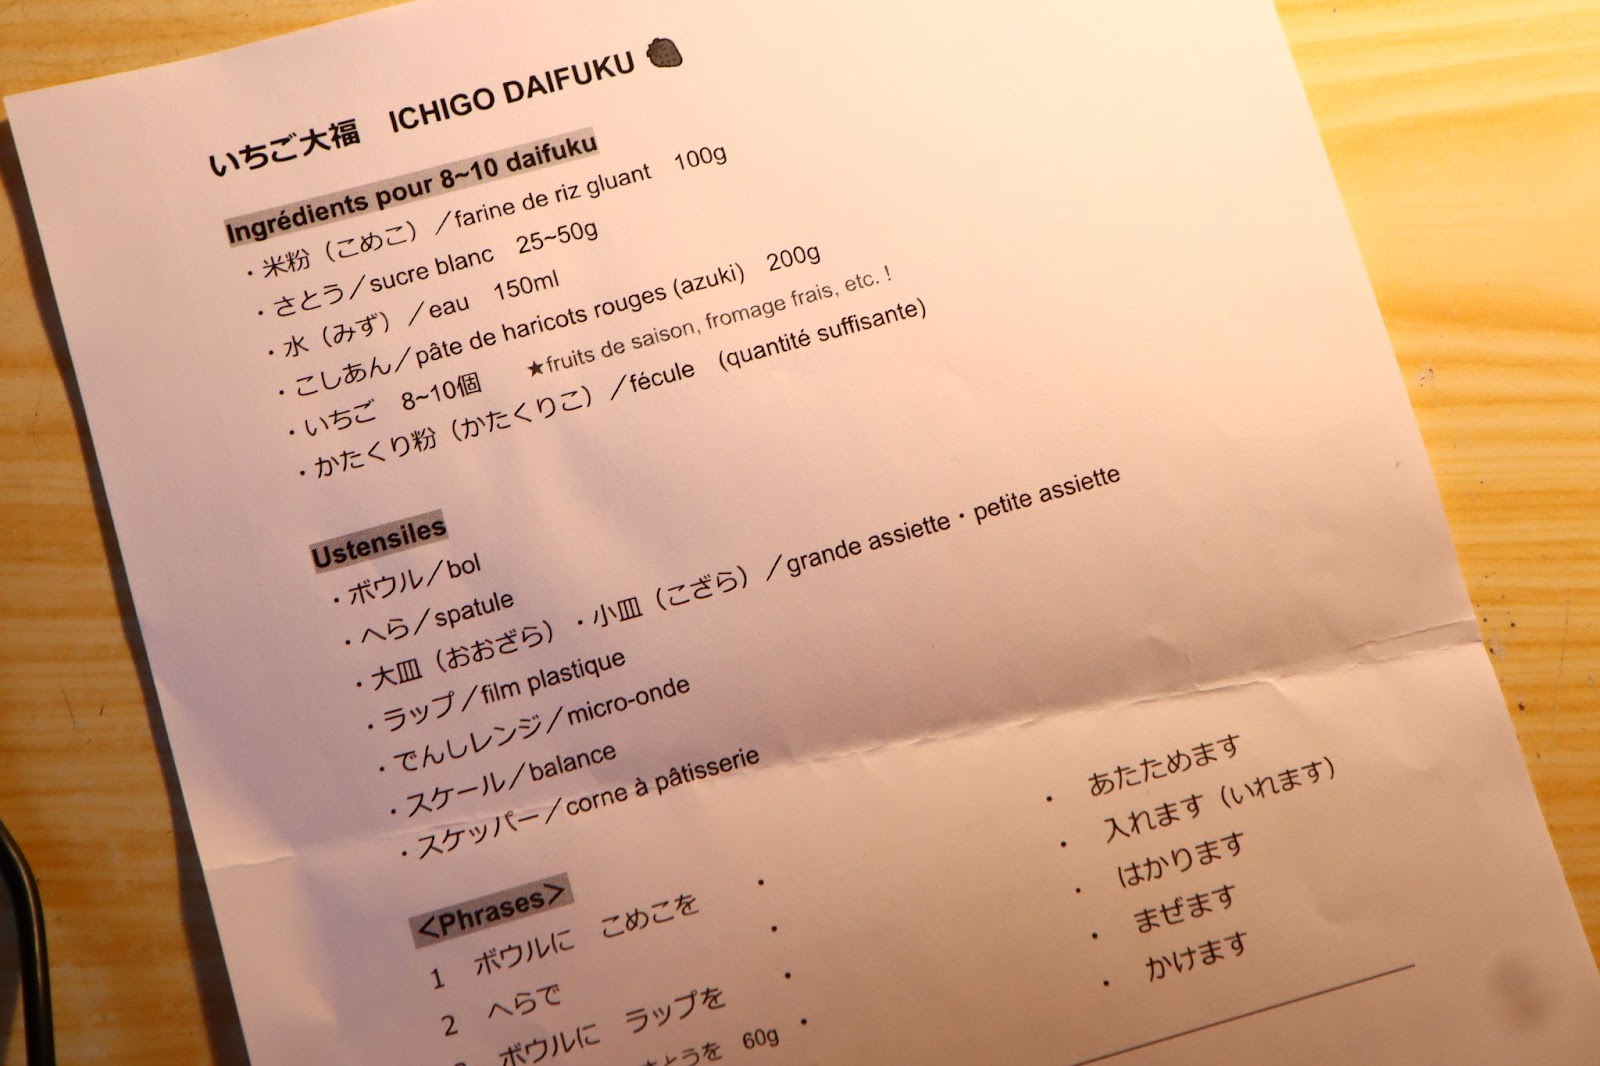 いちご大福　ICHIGO DAIFUKU
Ingrédients pour 8~10 daifuku
・米粉（こめこ）／farine de riz gluant　100g
・さとう／sucre blanc　25~50g
・水（みず）／eau　150ml
・こしあん／pâte de haricots rouges (azuki)　200g
・いちご　8~10個　★fruits de saison, fromage frais, etc. !
・かたくり粉（かたくりこ）／fécule　(quantité suffisante)
Ustensiles
・ボウル／bol
・へら／spatule
・大皿（おおざら）・小皿（こざら）／grande assiette・petite assiette
・ラップ／film plastique
・でんしレンジ／micro-onde
・スケール／balance
・スケッパー／corne à pâtisserie
<Phrases>
1　ボウルに　こめこを　・　・　あたためます
2　へらで　・　・　入れます（いれます）
ボウルに　ラップを　・　・　はかります
さとうを　60g　・　・　まぜます
・　かけます